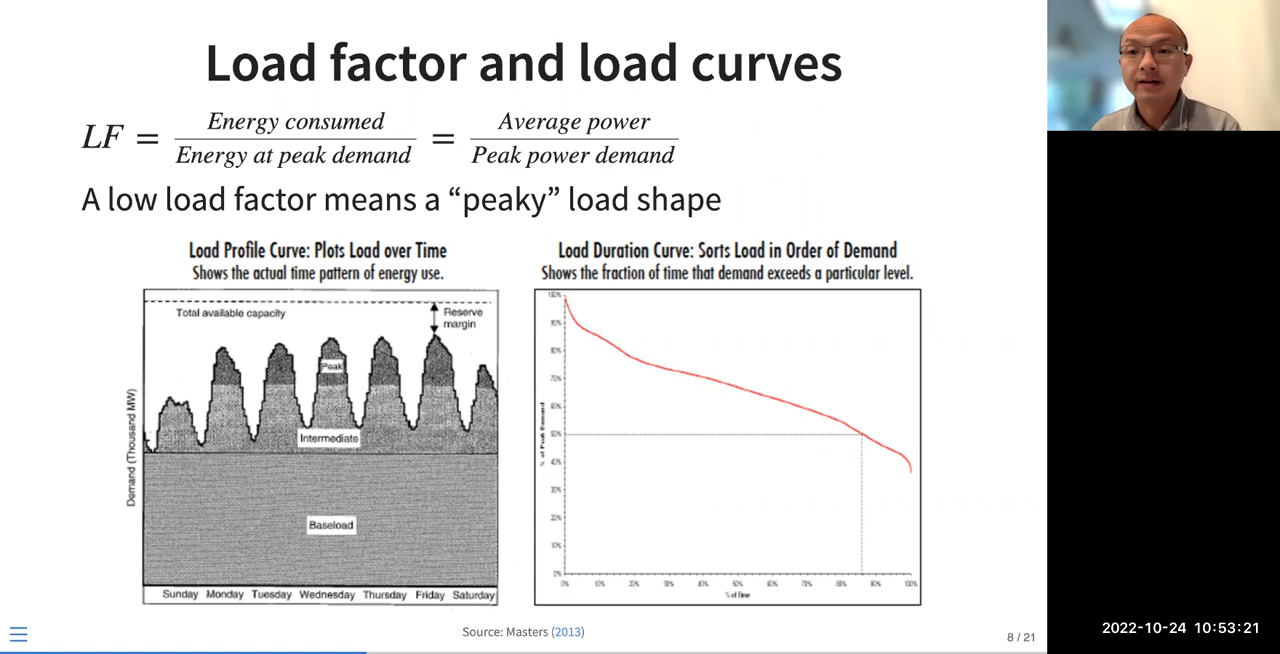 Load factor and load curves
LF = Energy consumed / Energy at peak demand = Average power / Peak power demand
A low load factor means a “peaky” load shape
Load Profile Curve: Plots Load over Time
Shows the actual time pattern of energy use.
Total available capacity
Reserve
margin
Peak
Intermediate
Baseload
Demand (Thousand MW)
Sunday Monday Tuesday Wednesday Thursday Friday Saturday
Load Duration Curve: Sorts Load in Order of Demand
Shows the fraction of time that demand exceeds a particular level.
100%
90%
80%
70%
60%
50%
40%
30%
20%
10%
0%
% of Peak Demand
0% 10% 20% 30% 40% 50% 60% 70% 80% 90% 100%
% of Time
Source: Masters (2013)
8 / 21
2022-10-24 10:53:21